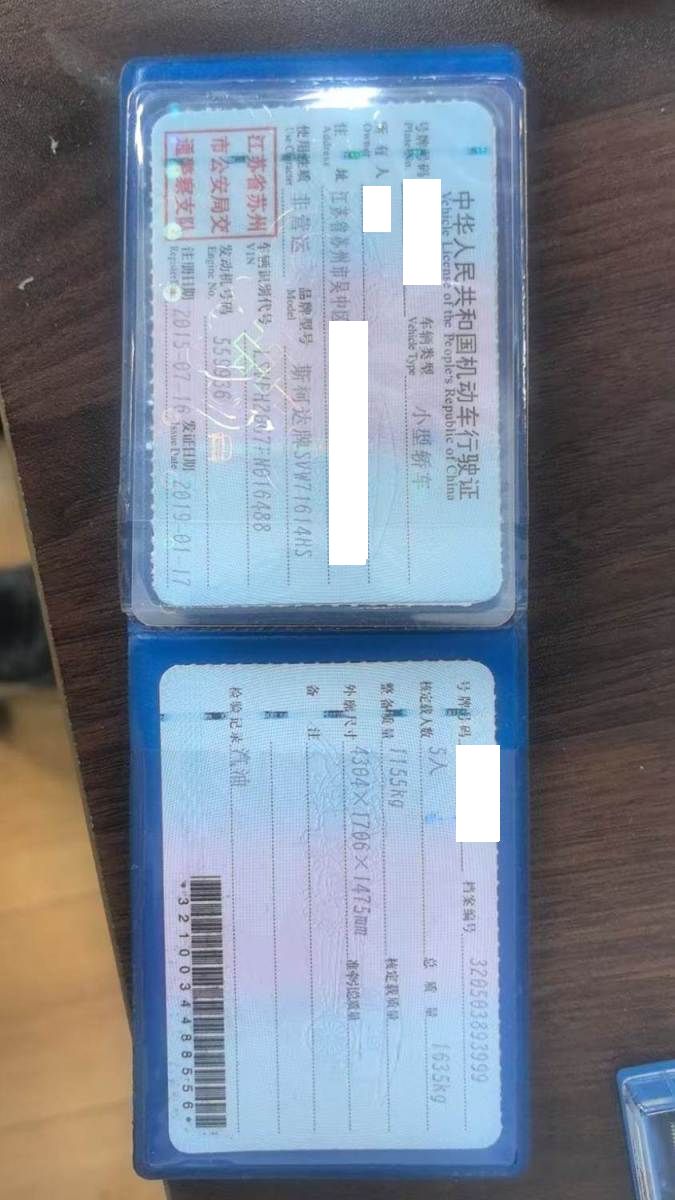 中华人民共和国机动车行驶证
Vehicle License of the People's Republic of China
号牌号码 车辆类型 小型轿车
Plate No. Vehicle Type
所有人
Owner
住址 江苏省苏州市吴中区
Address
使用性质 非营运 品牌型号 斯柯达牌SVW71614HS
Use Character Model
江苏省苏州
市公安局交
通警察支队
车辆识别代号
VIN
发动机号码
Engine No.
注册日期 2015-07-16 发证日期 2019-01-17
Register Issue Date
号牌号码 档案编号 320503893999
核定载人数 5人 总质量 1635kg
整备质量 1155kg 核定载质量
外廓尺寸 4304×1706×1475mm 准牵引总质量
备注
检验记录 汽油
*3210034488556*